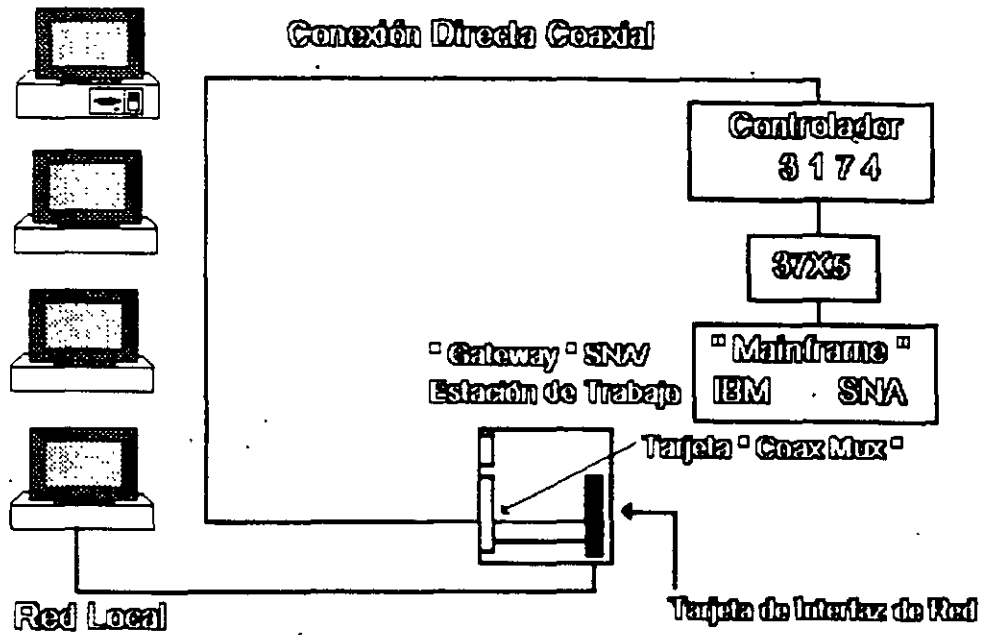 Conexión Directa Coaxial
Controlador
3174
37X5
" Mainframe "
IBM SNA
" Gateway " SNA/
Estación de Trabajo
Tarjeta " Coax Mux "
Tarjeta de Interfaz de Red
Red Local